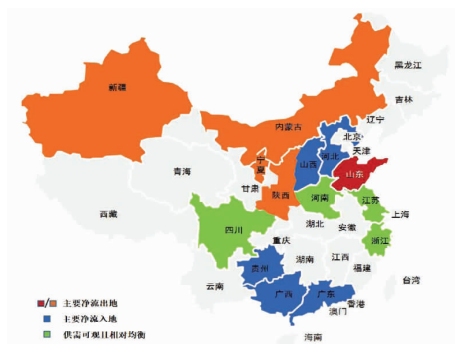 黑龙江
吉林
新疆
辽宁
内蒙古
北京
天津
河北
山西
宁夏
山东
青海
甘肃
陕西
河南
江苏
西藏
四川
湖北
安徽
上海
重庆
浙江
贵州
湖南
江西
福建
云南
台湾
广西
广东
香港
澳门
海南
主要净流出地
主要净流入地
供需可观且相对均衡